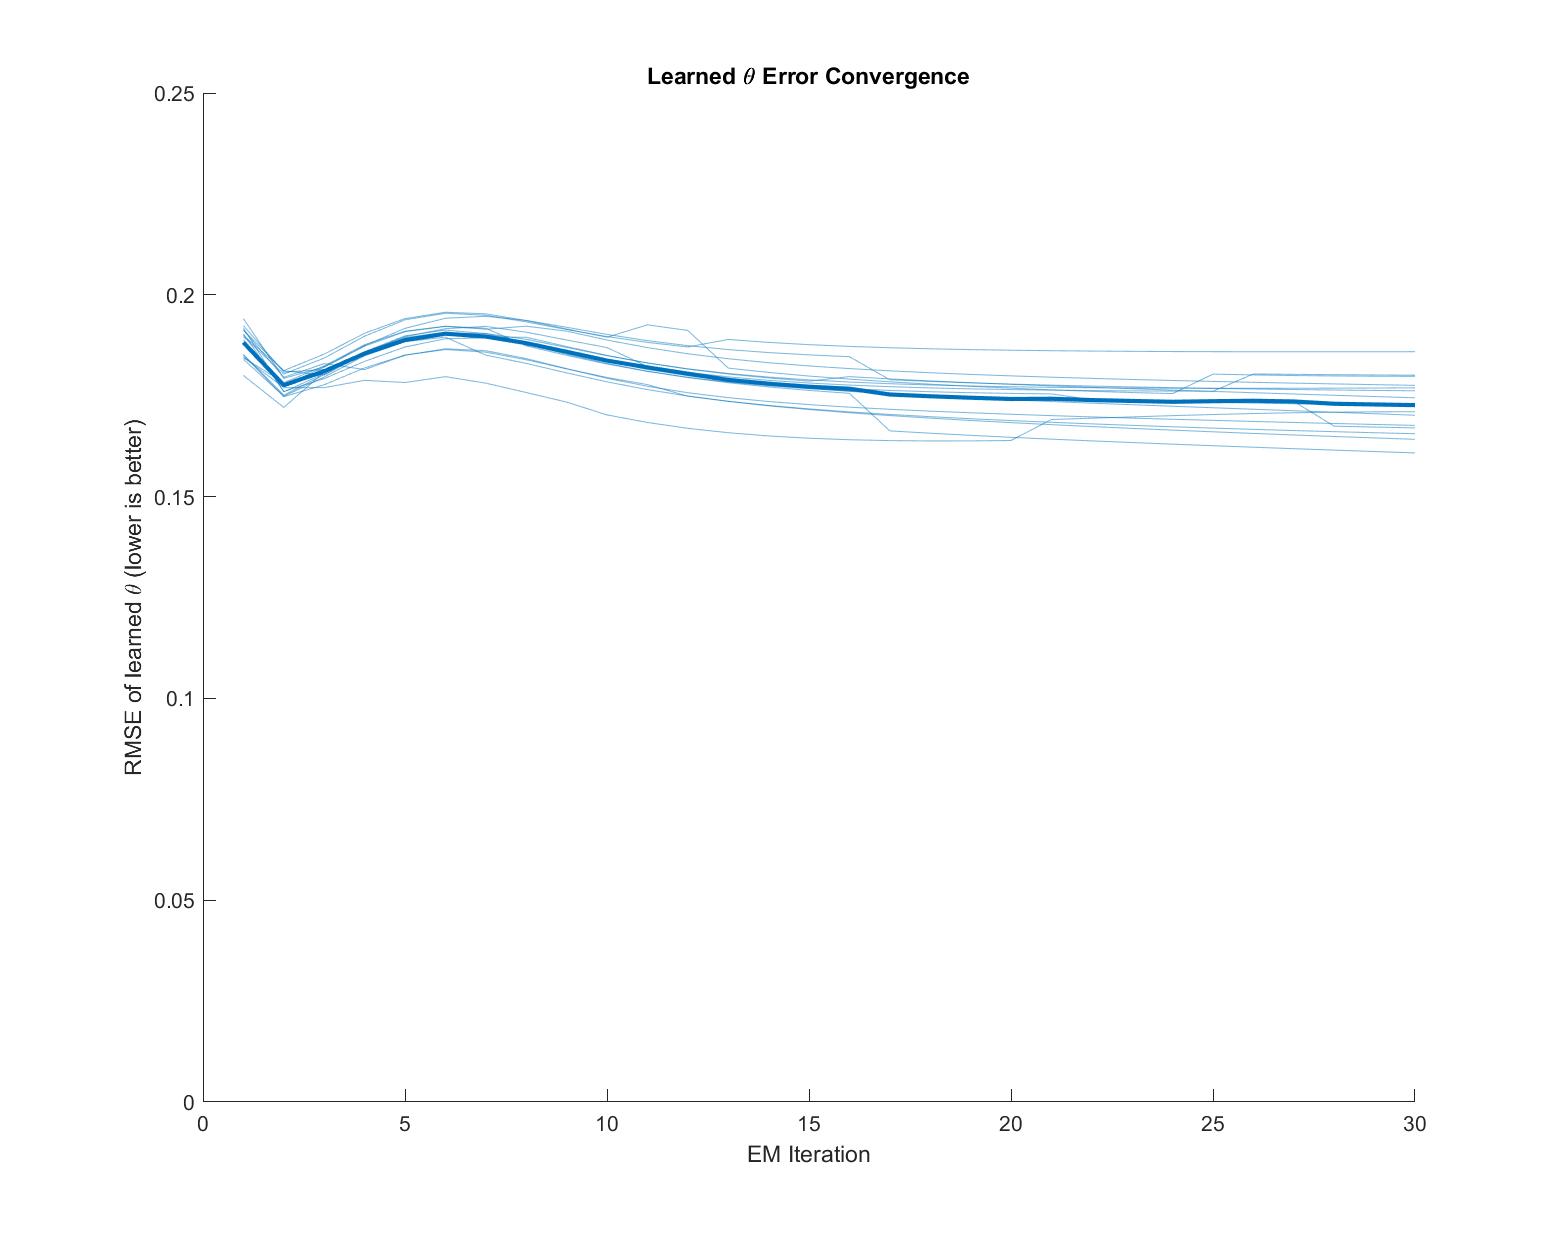 Learned θ Error Convergence
0.25
0.2
0.15
0.1
0.05
0
RMSE of learned θ (lower is better)
0 5 10 15 20 25 30
EM Iteration